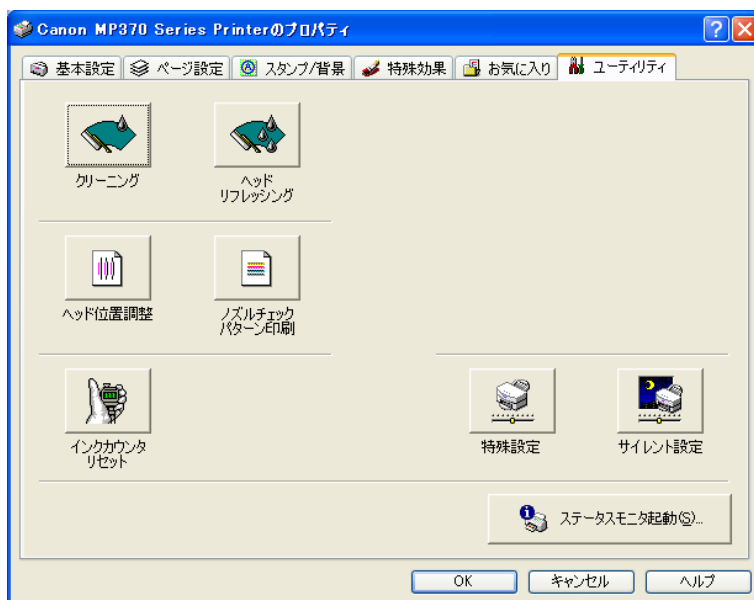 Canon MP370 Series Printerのプロパティ
基本設定 ページ設定 スタンプ/背景 特殊効果 お気に入り ユーティリティ
クリーニング
ヘッド
リフレッシング
ヘッド位置調整
ノズルチェック
パターン印刷
インクカウンタ
リセット
特殊設定
サイレント設定
ステータスモニタ起動(S)...
OK キャンセル ヘルプ